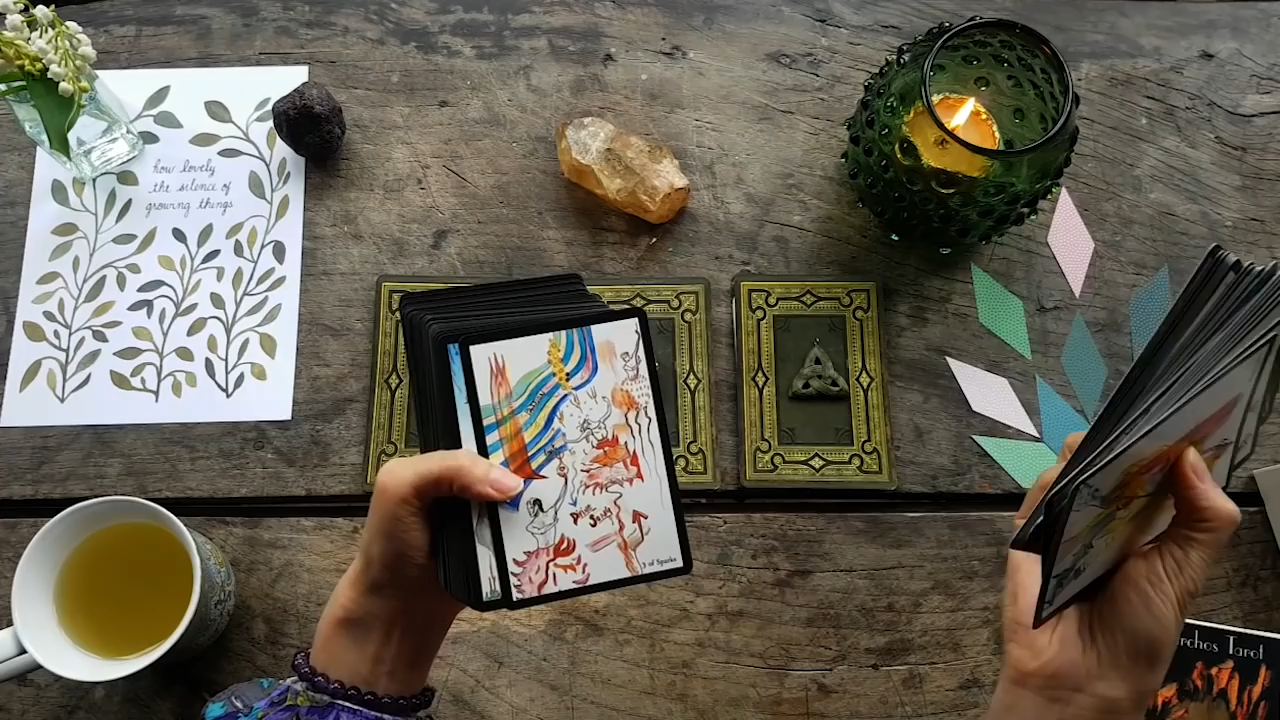 how lovely
the silence of
growing things
3 of Sparks
rchos Tarot